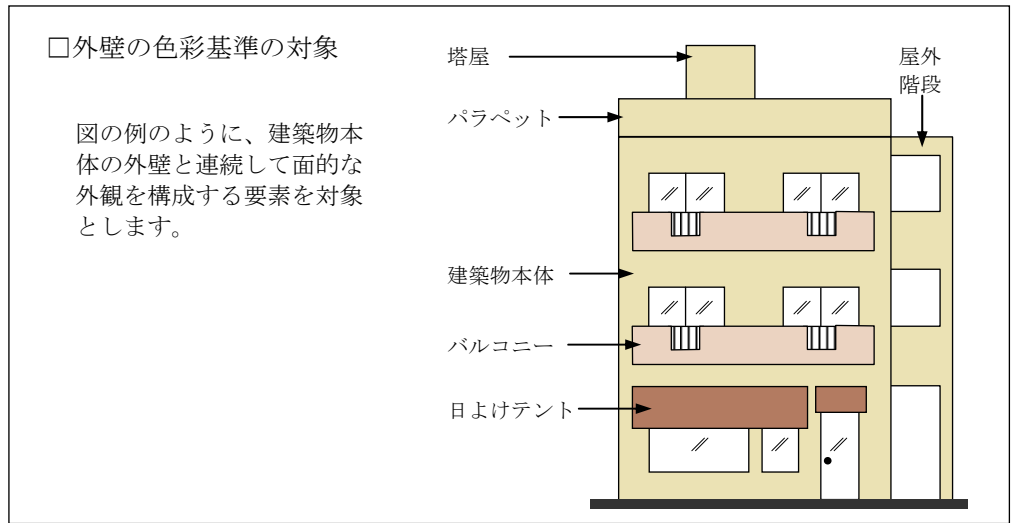 □外壁の色彩基準の対象
図の例のように、建築物本
体の外壁と連続して面的な
外観を構成する要素を対象
とします。
塔屋
屋外
階段
パラペット
建築物本体
バルコニー
日よけテント